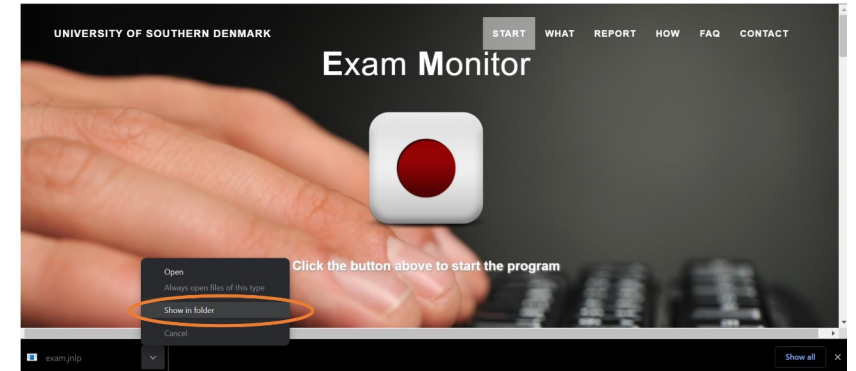 UNIVERSITY OF SOUTHERN DENMARK
START WHAT REPORT HOW FAQ CONTACT
Exam Monitor
Click the button above to start the program
Open
Always open files of this type
Show in folder
Cancel
exam.jnlp
Show all